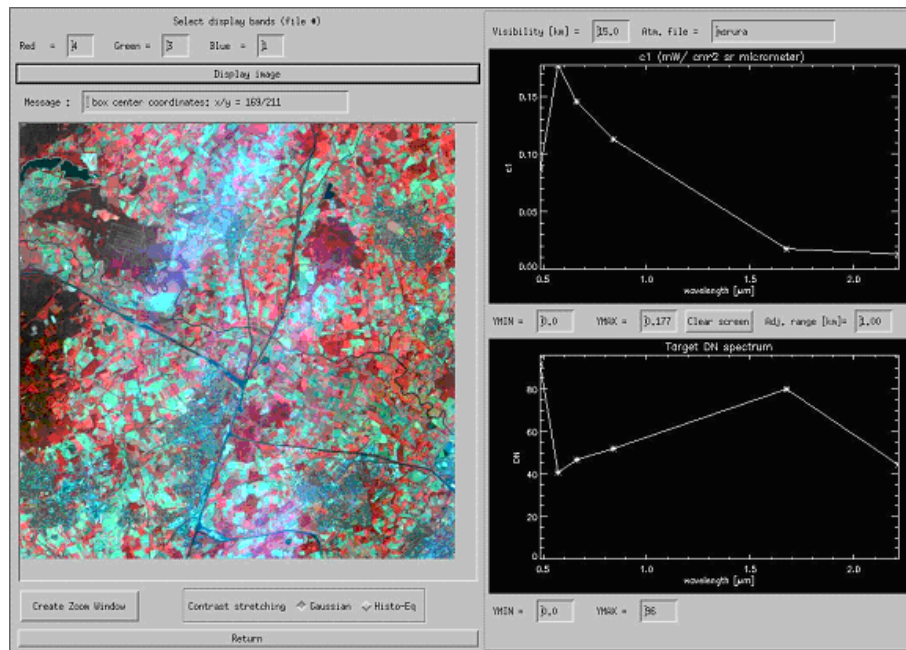 Select display bands (file #)
Red = 4 Green = 3 Blue = 1
Display image
Message : box center coordinates: x/y = 169/211
Create Zoom Window
Contrast stretching Gaussian Histo-Eq
Return
Visibility [km] = 15.0 Atm. file = morura
c1 (mW/ cm^2 sr micrometer)
0.15
0.10
c1
0.05
0.00
0.5 1.0 1.5 2.0
wavelength [μm]
YMIN = 0.0 YMAX = 0.177 Clear screen Adj. range [km]= 1.00
Target DN spectrum
80
60
DN
40
20
0
0.5 1.0 1.5 2.0
wavelength [μm]
YMIN = 0.0 YMAX = 96